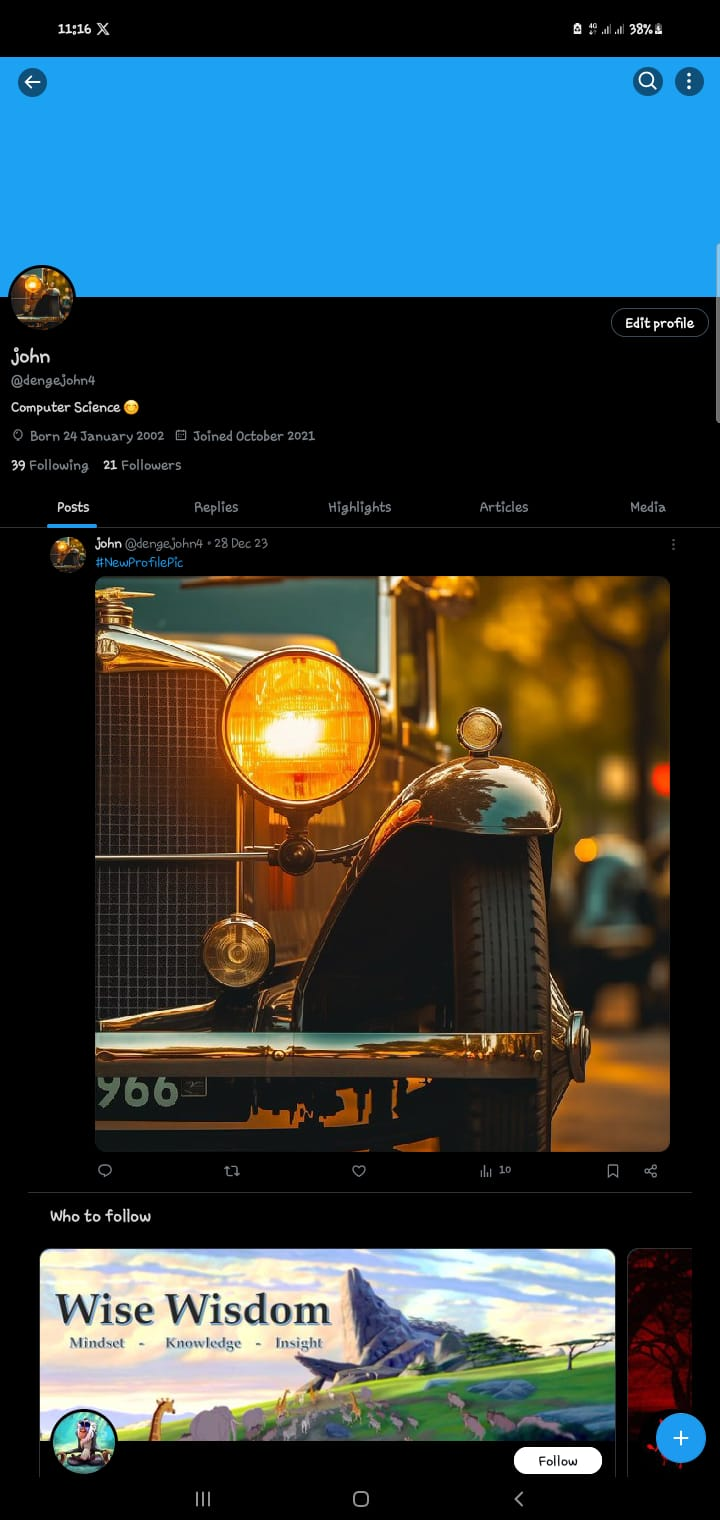 11:16 X
4G 38%
Edit profile
john
@dengejohn4
Computer Science 😊
Born 24 January 2002 Joined October 2021
39 Following 21 Followers
Posts Replies Highlights Articles Media
john @dengejohn4 • 28 Dec 23
#NewProfilePic
966
10
Who to follow
Wise Wisdom
Mindset - Knowledge - Insight
Follow